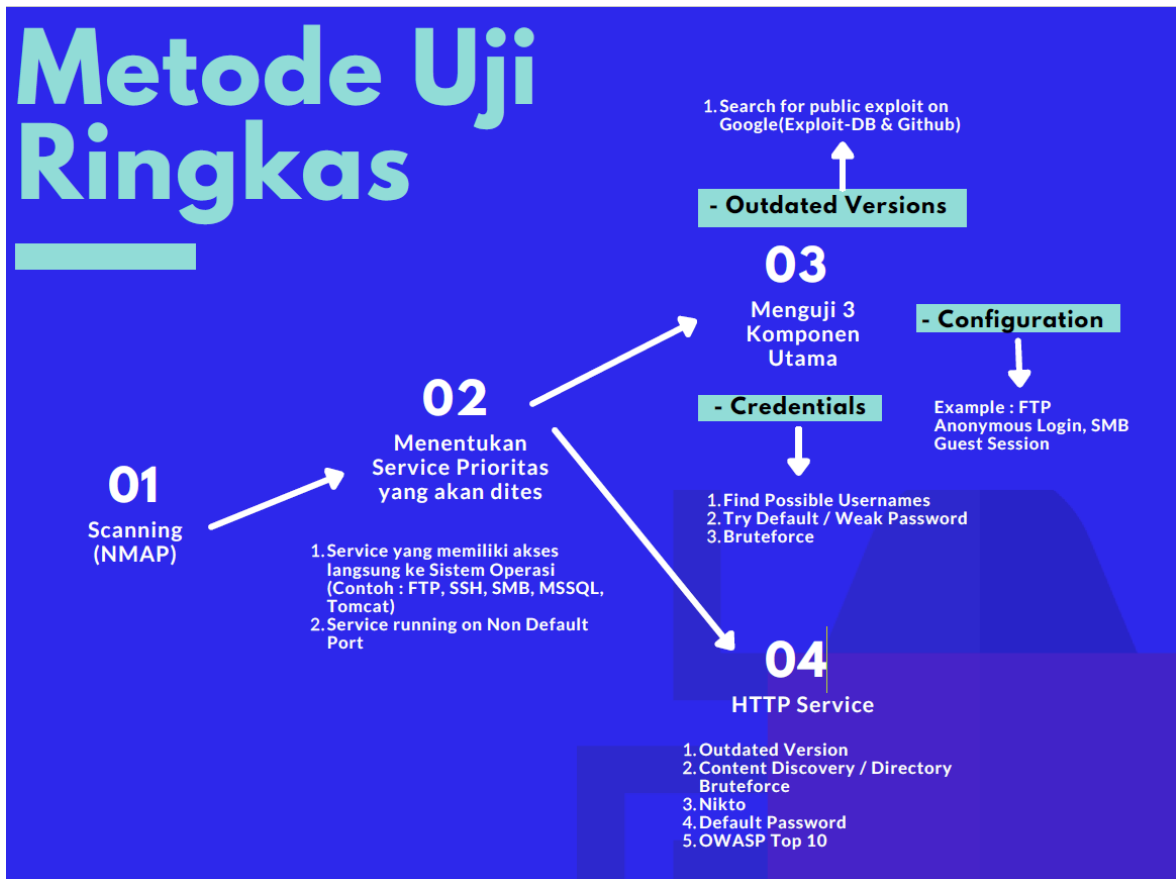 Metode Uji
Ringkas
01
Scanning
(NMAP)
02
Menentukan
Service Prioritas
yang akan dites
1. Service yang memiliki akses
langsung ke Sistem Operasi
(Contoh : FTP, SSH, SMB, MSSQL,
Tomcat)
2. Service running on Non Default
Port
1. Search for public exploit on
Google(Exploit-DB & Github)
- Outdated Versions
03
Menguji 3
Komponen
Utama
- Configuration
Example : FTP
Anonymous Login, SMB
Guest Session
- Credentials
1. Find Possible Usernames
2. Try Default / Weak Password
3. Bruteforce
04
HTTP Service
1. Outdated Version
2. Content Discovery / Directory
Bruteforce
3. Nikto
4. Default Password
5. OWASP Top 10